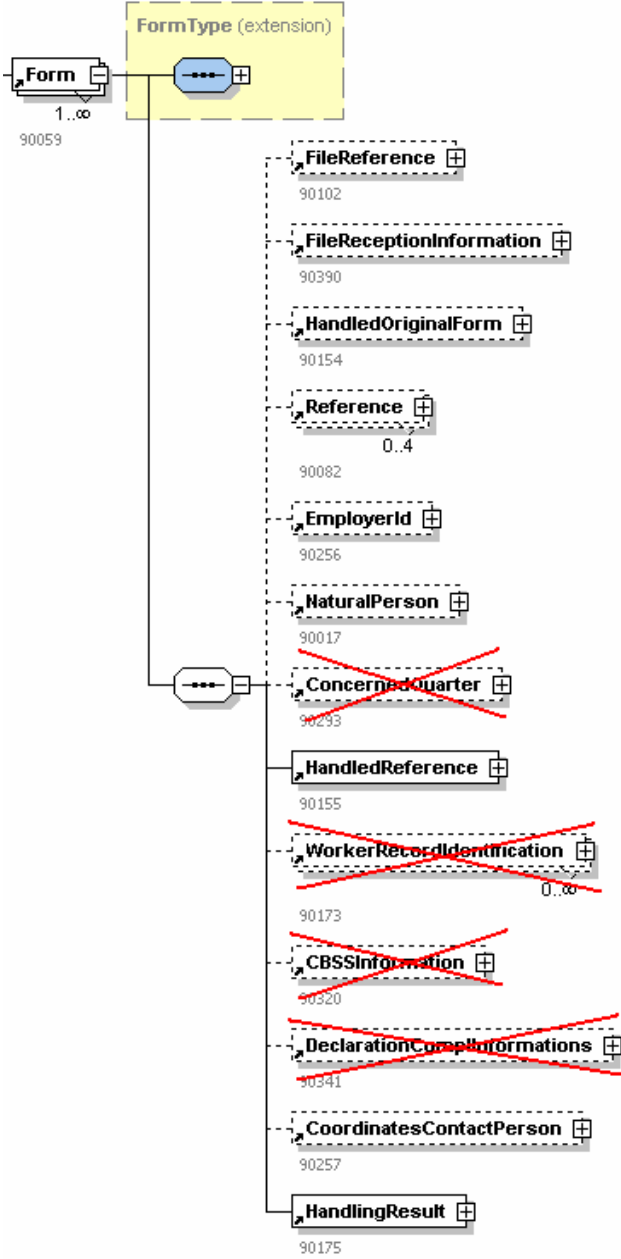 FormType (extension)
Form
1..∞
90059
FileReference
90102
FileReceptionInformation
90390
HandledOriginalForm
90154
Reference
0..4
90082
EmployerId
90256
NaturalPerson
90017
ConcernedQuarter
90293
HandledReference
90155
WorkerRecordIdentification
0..∞
90173
CBSSInformation
90320
DeclarationComplInformations
90341
CoordinatesContactPerson
90257
HandlingResult
90175